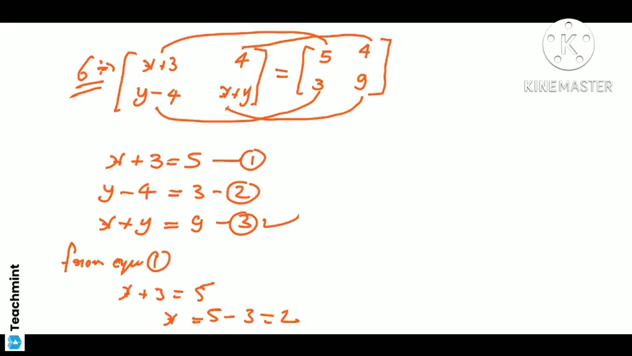 6 ÷→ [ x+3 4 ] = [ 5 4 ]
[ y-4 x+y ] [ 3 9 ]
x+3=5 — ①
y-4=3 - ②
x+y=9 - ③
from equ ①
x+3=5
x=5-3=2
K
KINEMASTER
Teachmint